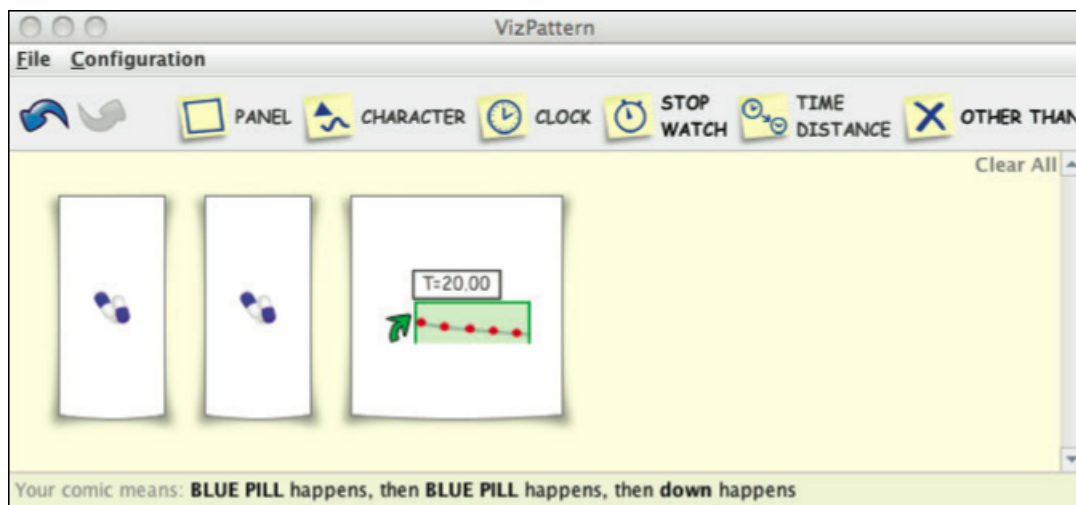 VizPattern
File Configuration
PANEL CHARACTER CLOCK STOP WATCH TIME DISTANCE OTHER THAN
Clear All
T=20.00
Your comic means: BLUE PILL happens, then BLUE PILL happens, then down happens